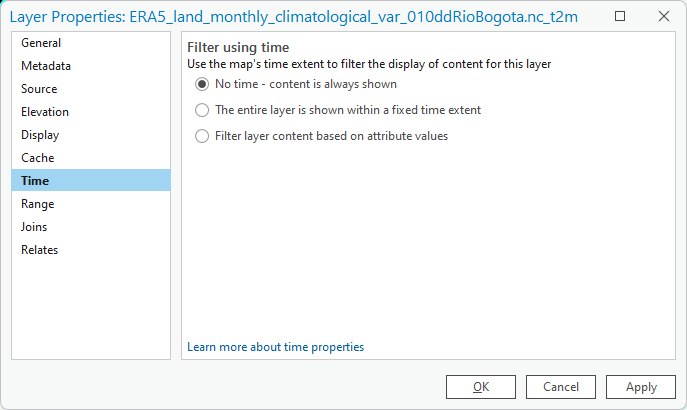 Layer Properties: ERA5_land_monthly_climatological_var_010ddRioBogota.nc_t2m
General
Metadata
Source
Elevation
Display
Cache
Time
Range
Joins
Relates
Filter using time
Use the map's time extent to filter the display of content for this layer
No time - content is always shown
The entire layer is shown within a fixed time extent
Filter layer content based on attribute values
Learn more about time properties
OK
Cancel
Apply